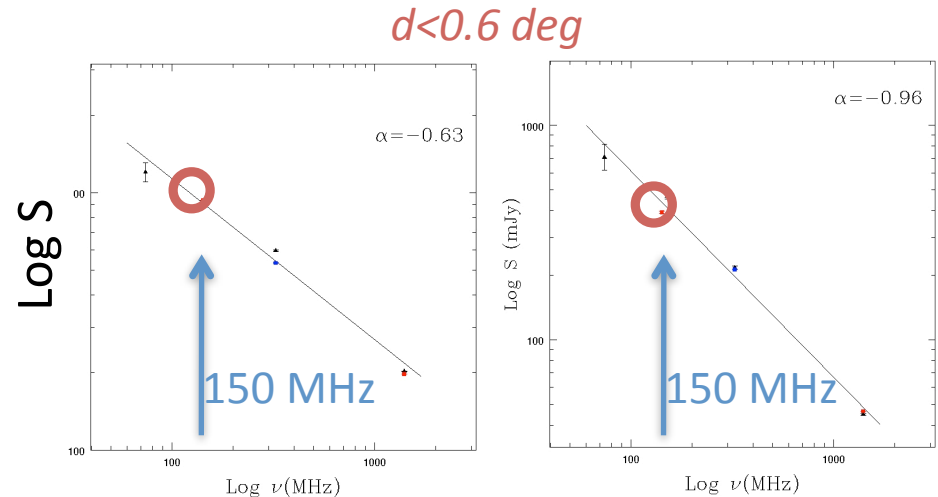 d<0.6 deg
α=−0.63
00
100
100
1000
Log S
Log ν(MHz)
150 MHz
α=−0.96
1000
100
100
1000
Log S (mJy)
Log ν(MHz)
150 MHz